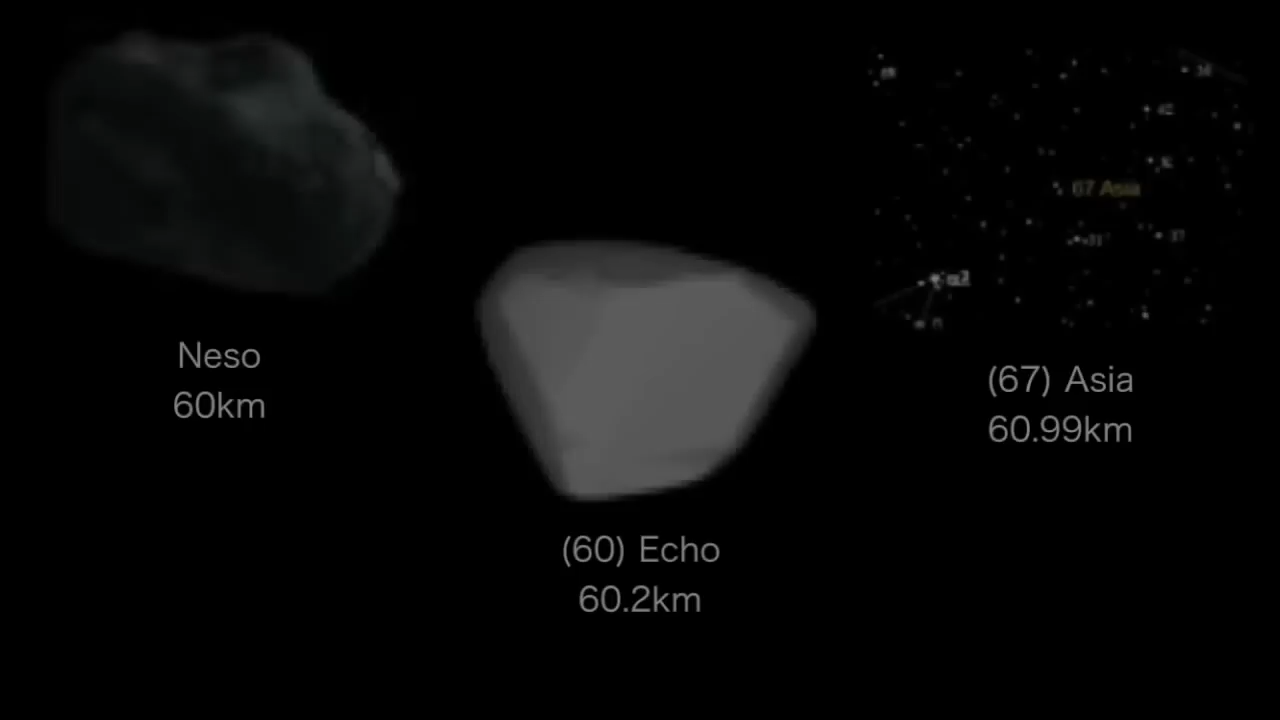 67 Asia
Neso
60km
(60) Echo
60.2km
(67) Asia
60.99km